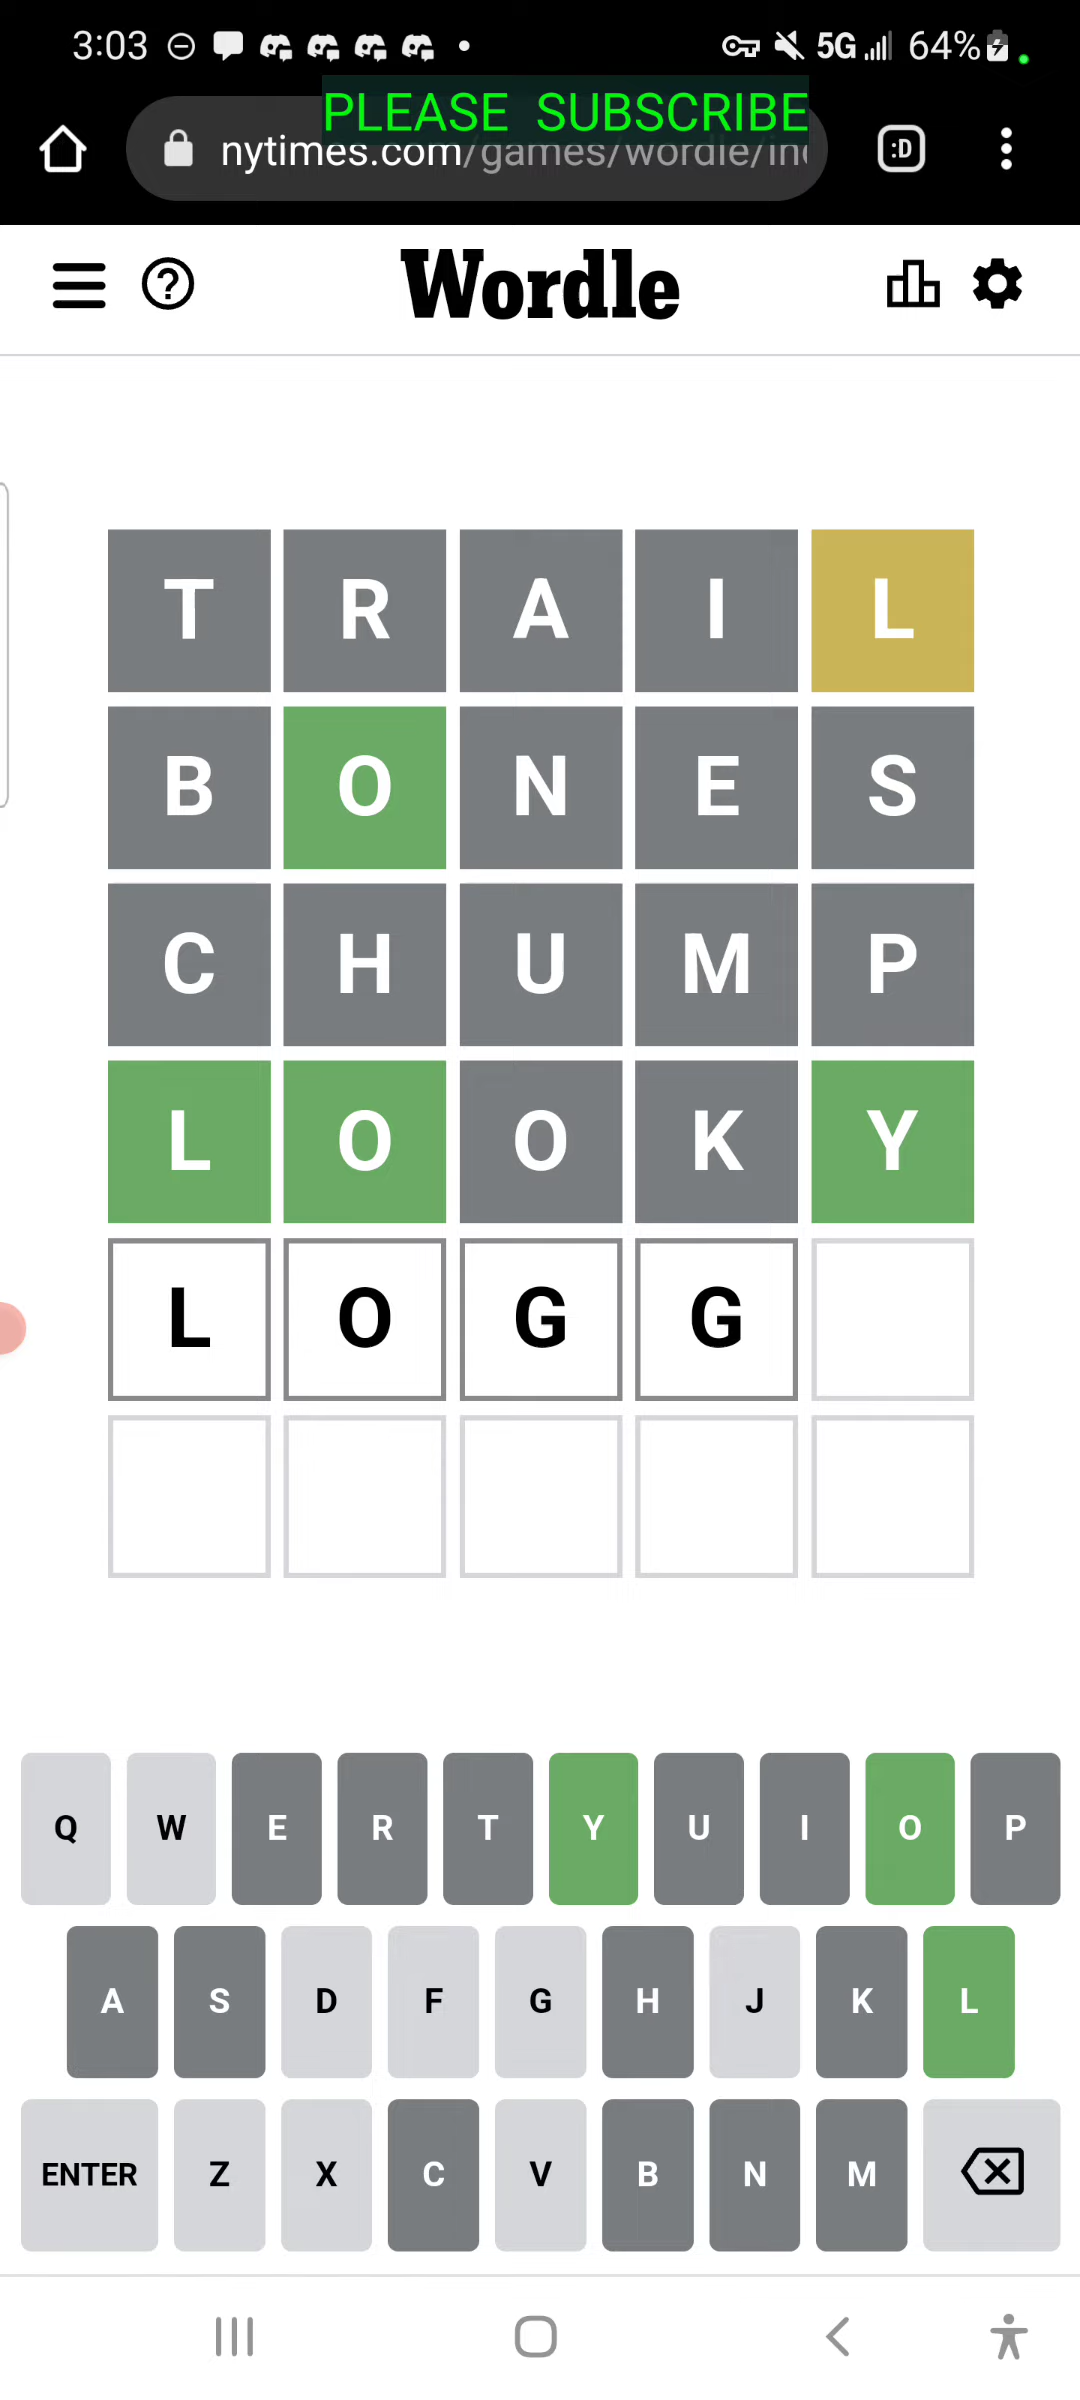 3:03 5G 64%
PLEASE SUBSCRIBE
nytimes.com/games/wordle/in
:D
Wordle
T R A I L
B O N E S
C H U M P
L O O K Y
L O G G
Q W E R T Y U I O P
A S D F G H J K L
ENTER Z X C V B N M